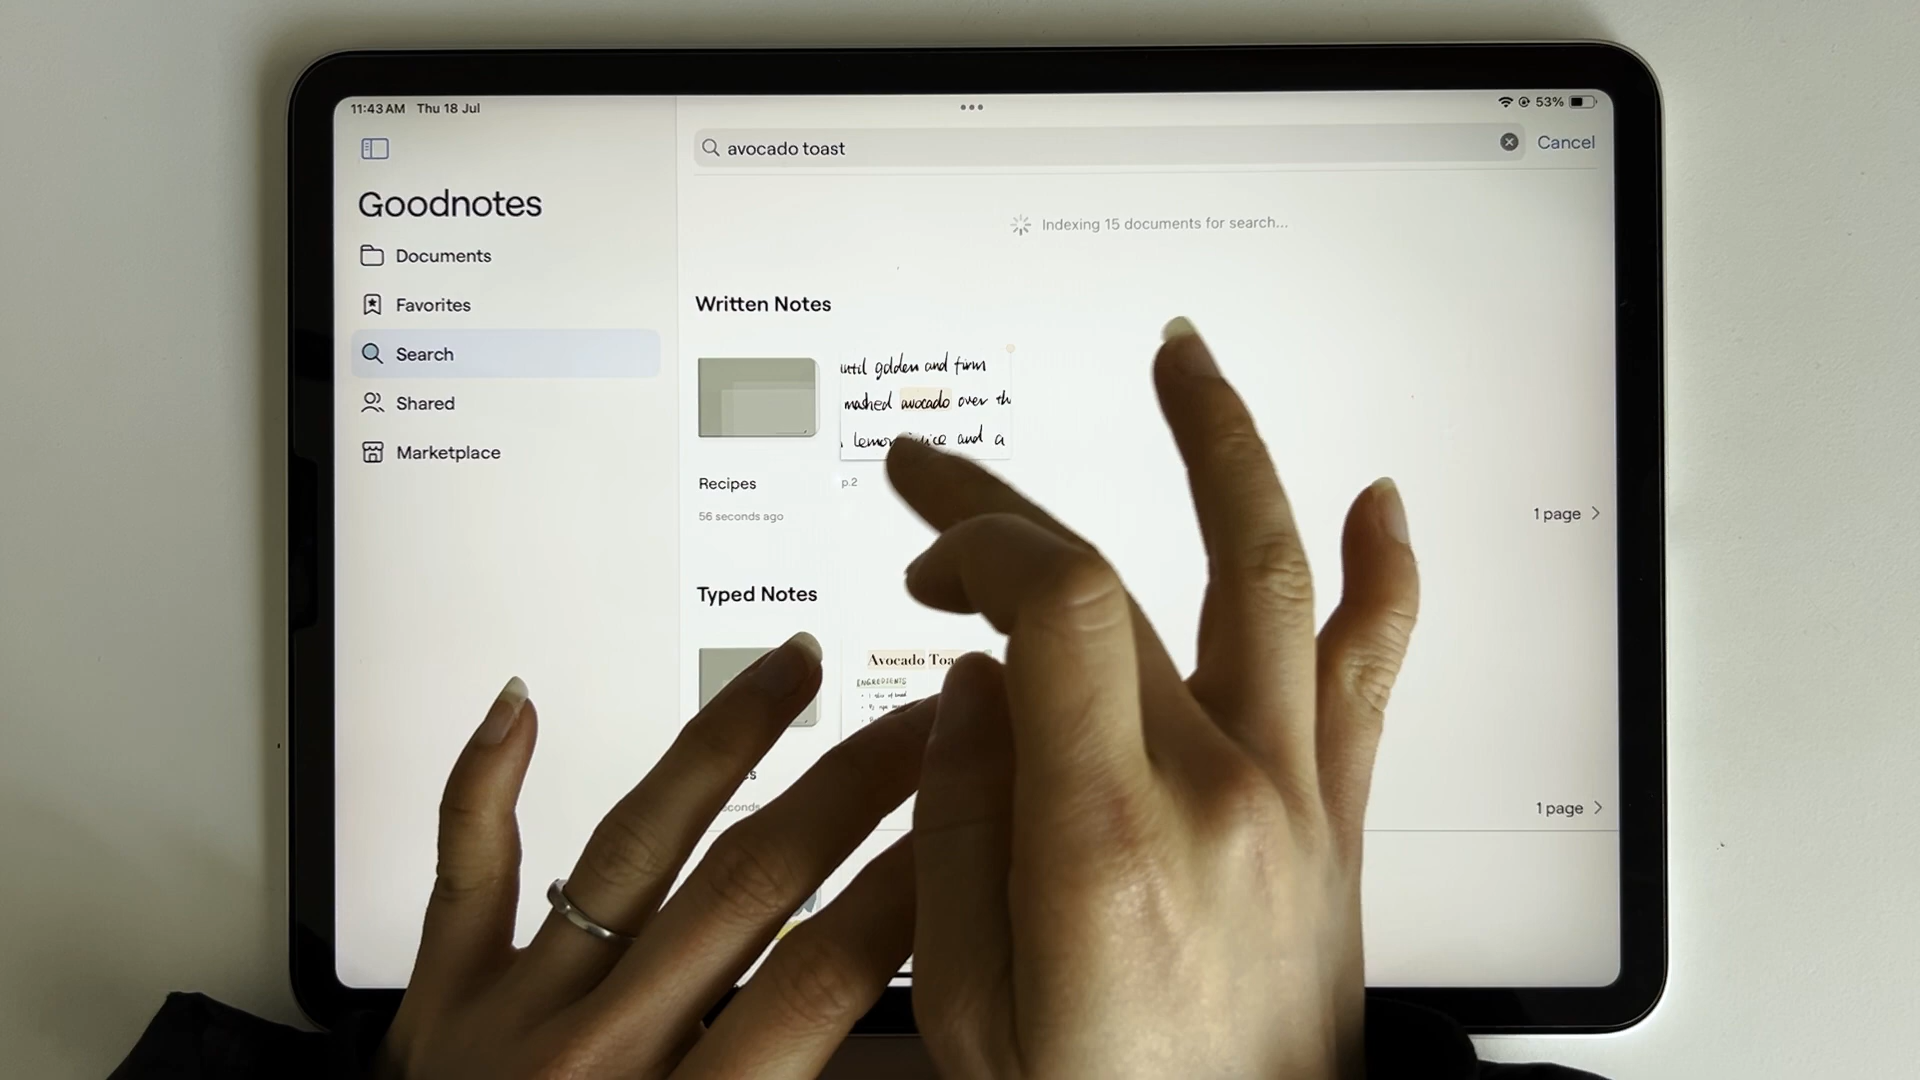 11:43 AM Thu 18 Jul
53%
avocado toast
Cancel
Goodnotes
Documents
Favorites
Search
Shared
Marketplace
Indexing 15 documents for search...
Written Notes
until golden and firm
mashed avocado over th
lemon juice and a
Recipes
p.2
56 seconds ago
1 page
Typed Notes
Avocado Toa
INGREDIENTS
1 page